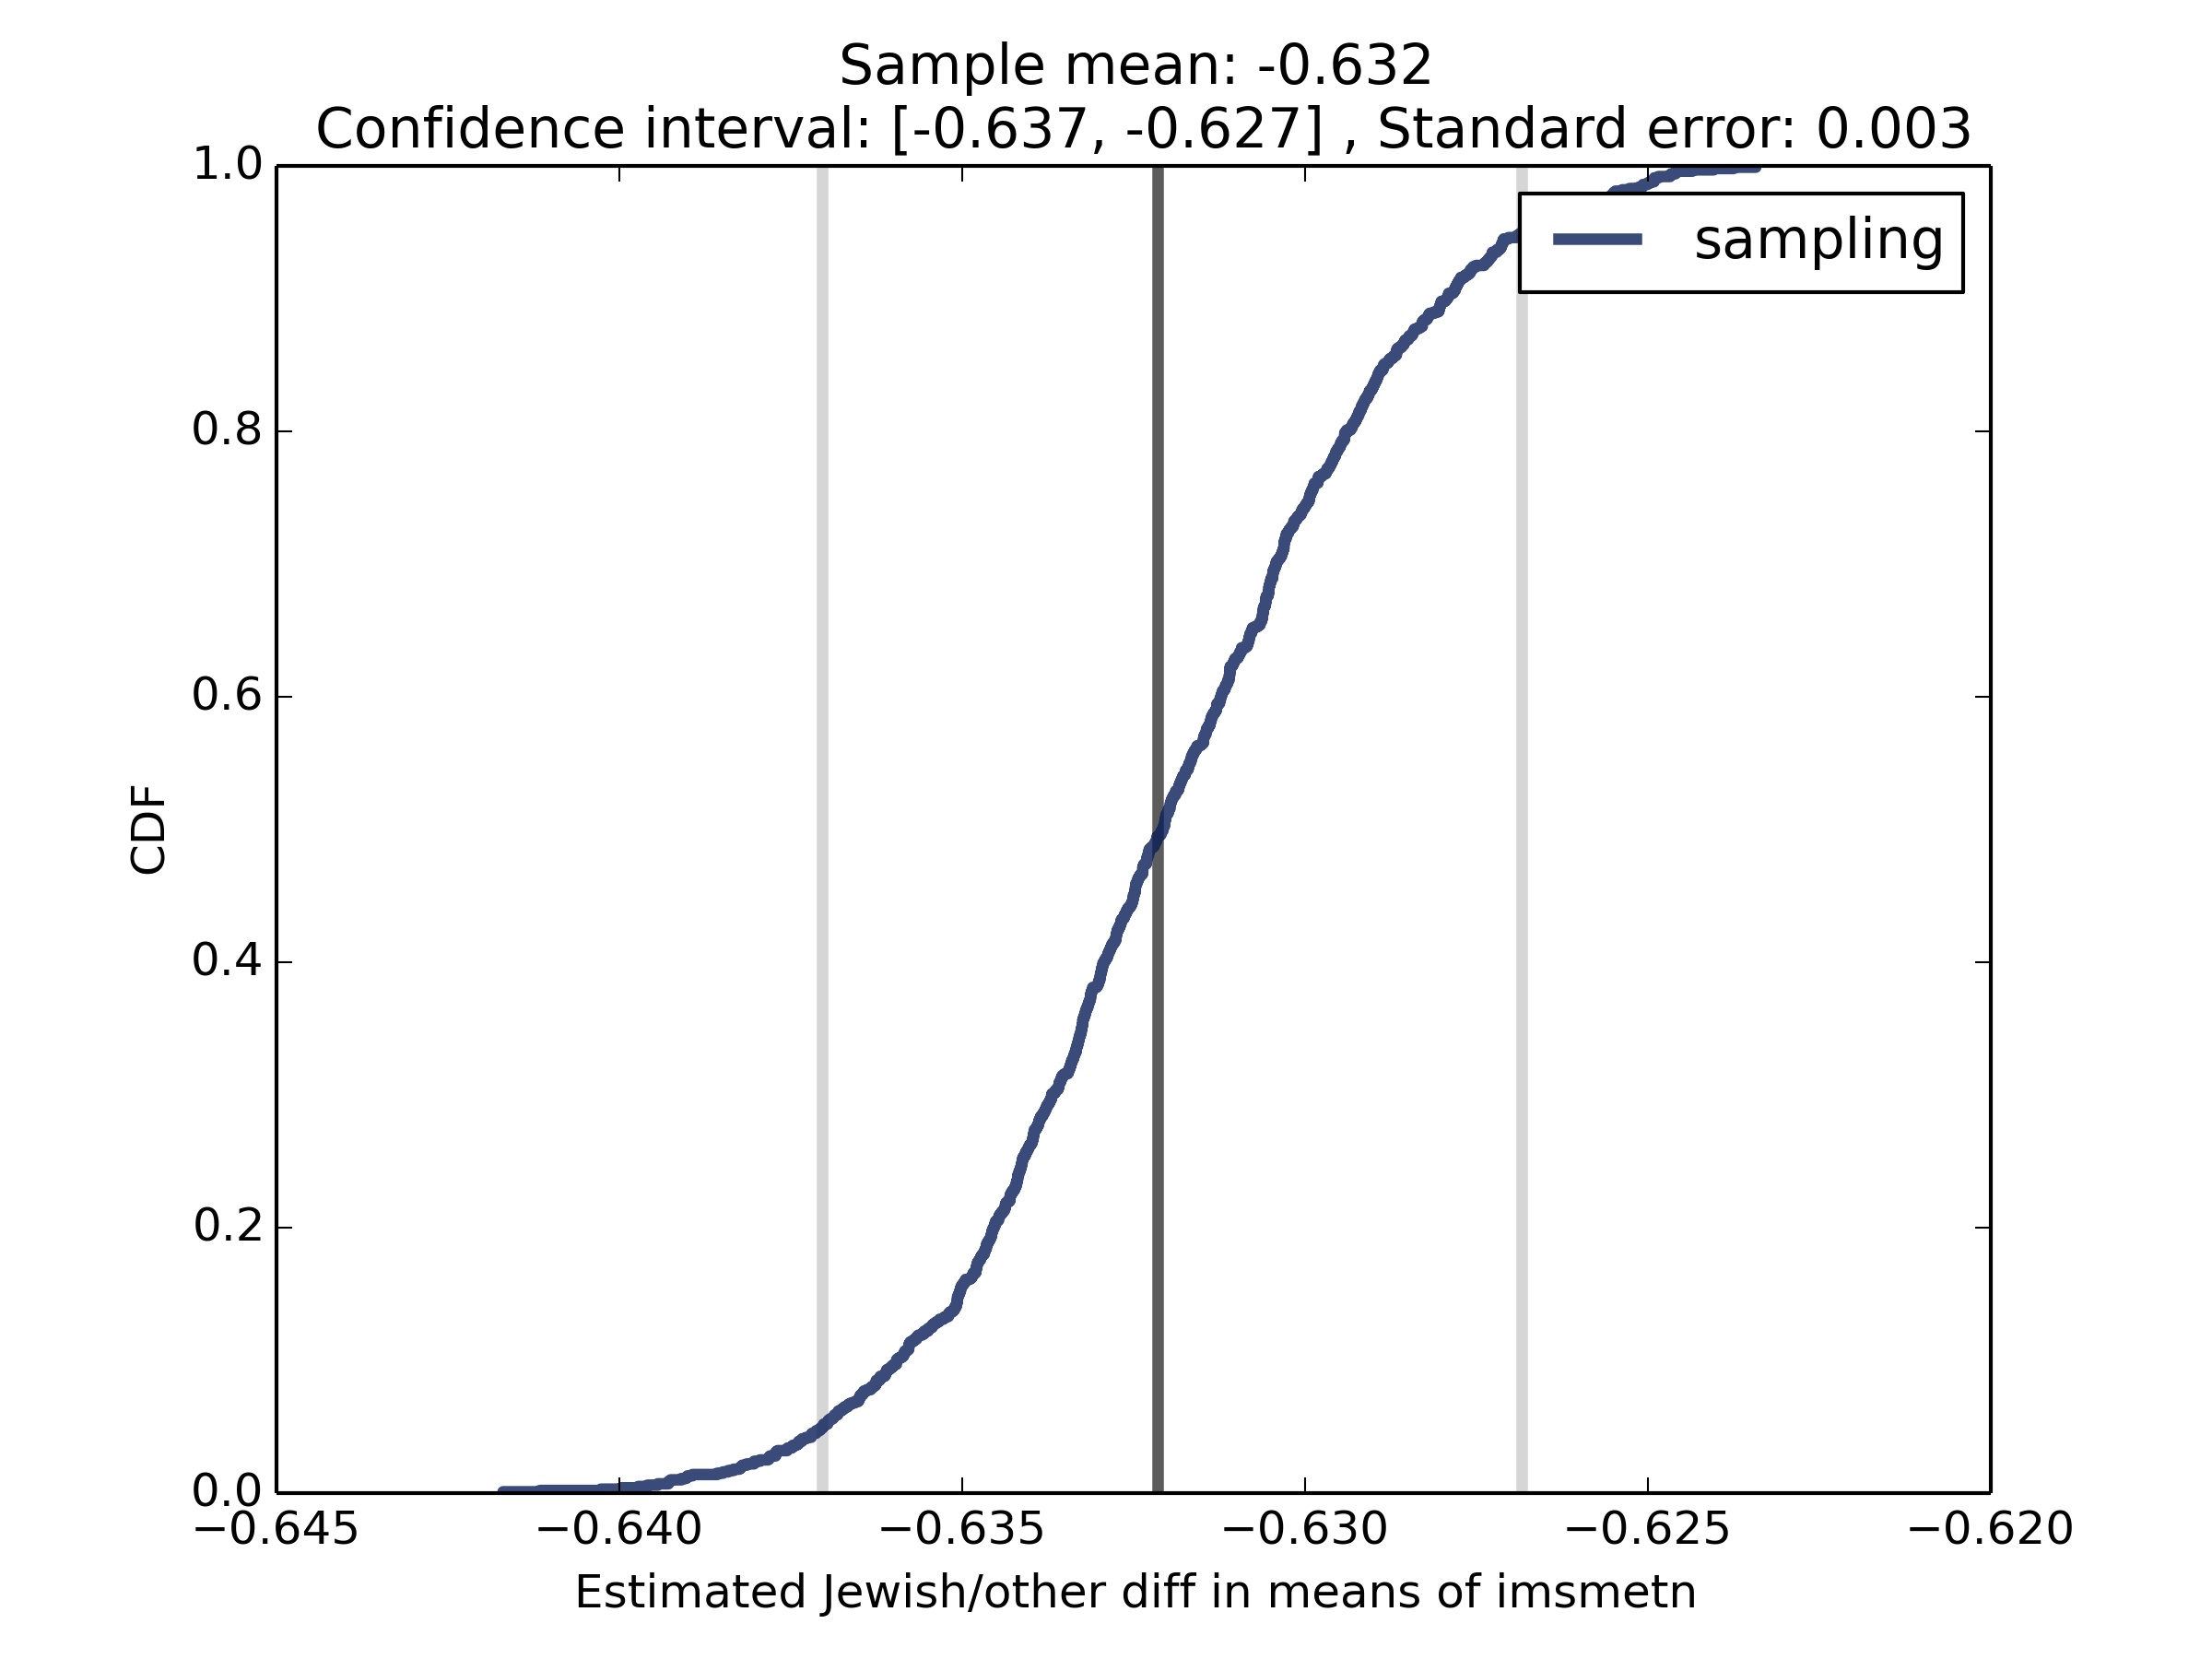 Sample mean: -0.632
Confidence interval: [-0.637, -0.627] , Standard error: 0.003
1.0
sampling
0.8
0.6
CDF
0.4
0.2
0.0
−0.645 −0.640 −0.635 −0.630 −0.625 −0.620
Estimated Jewish/other diff in means of imsmetn